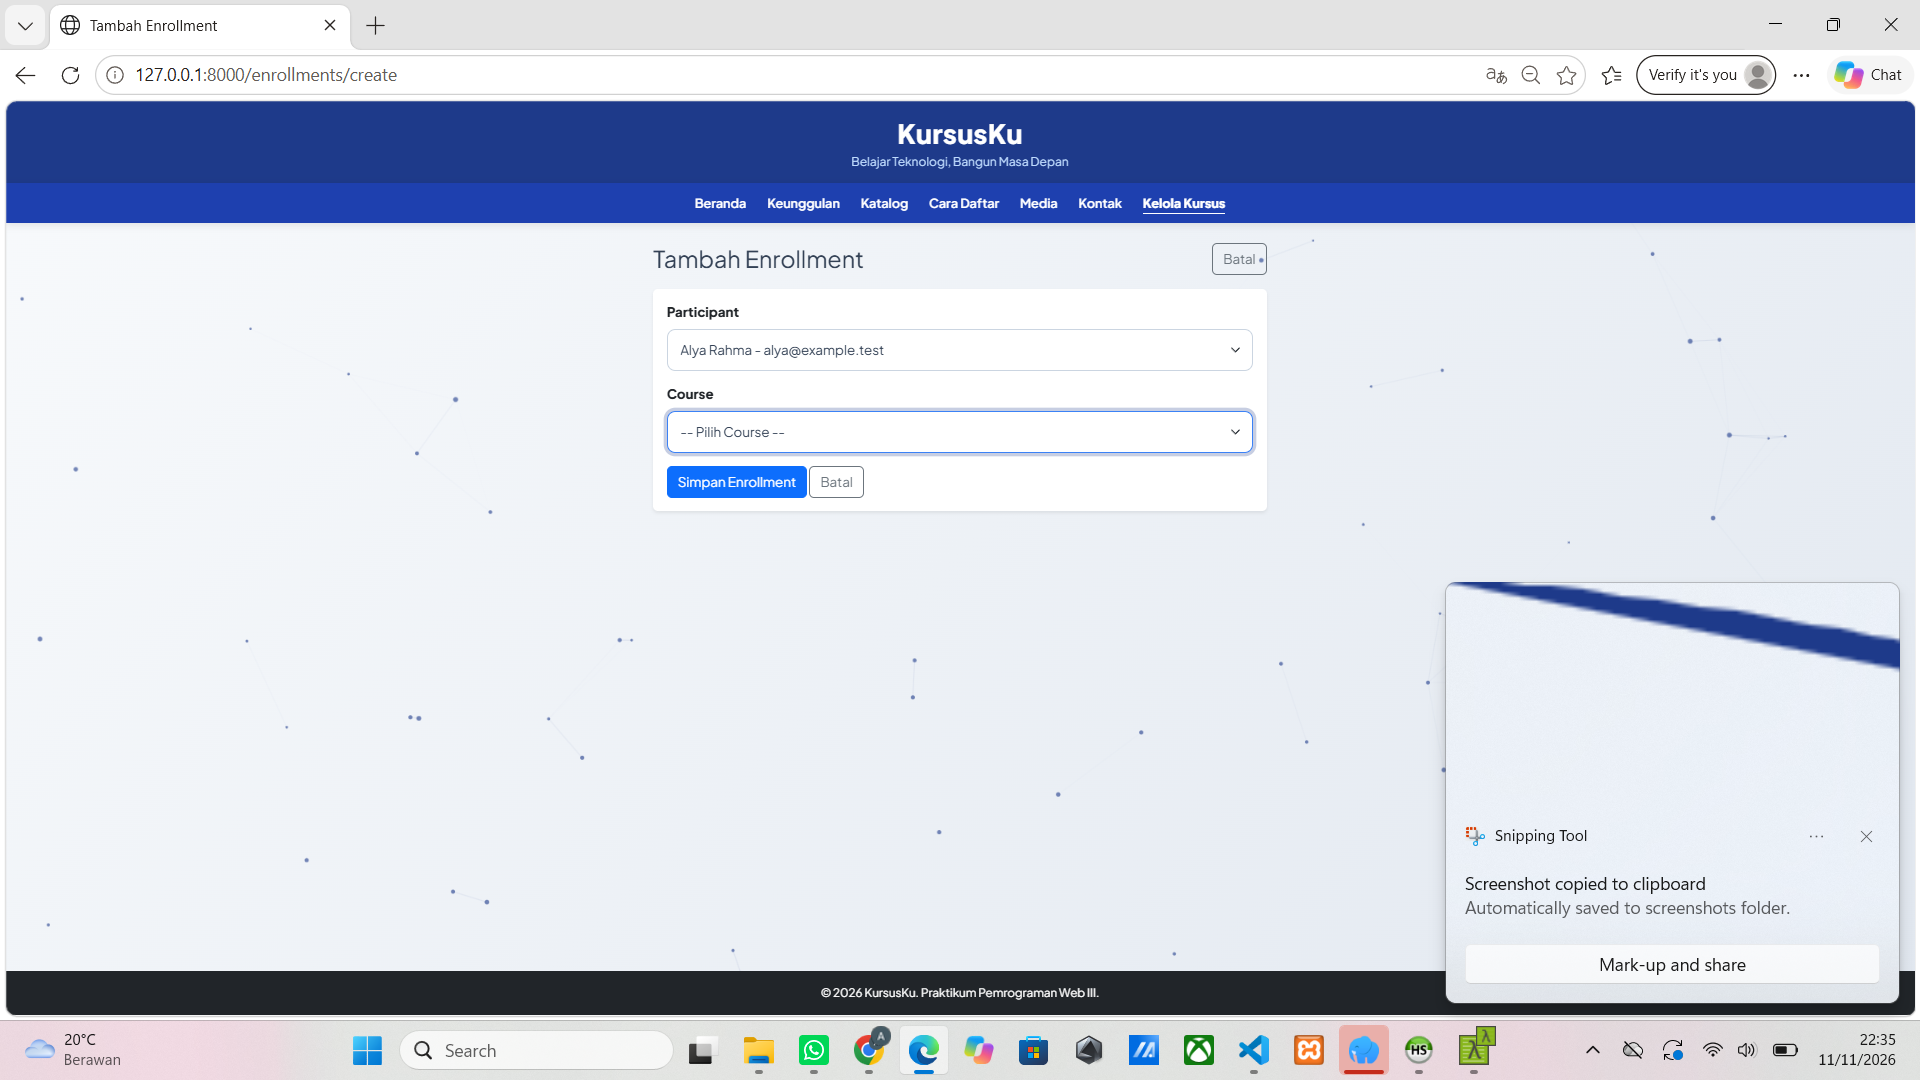 Tambah Enrollment
127.0.0.1:8000/enrollments/create
aあ
Verify it's you
Chat
KursusKu
Belajar Teknologi, Bangun Masa Depan
Beranda Keunggulan Katalog Cara Daftar Media Kontak Kelola Kursus
Tambah Enrollment
Batal
Participant
Alya Rahma - alya@example.test
Course
-- Pilih Course --
Simpan Enrollment Batal
Snipping Tool
Screenshot copied to clipboard
Automatically saved to screenshots folder.
Mark-up and share
© 2026 KursusKu. Praktikum Pemrograman Web III.
20°C
Berawan
Search
A
HS
λ
λ
22:35
11/11/2026